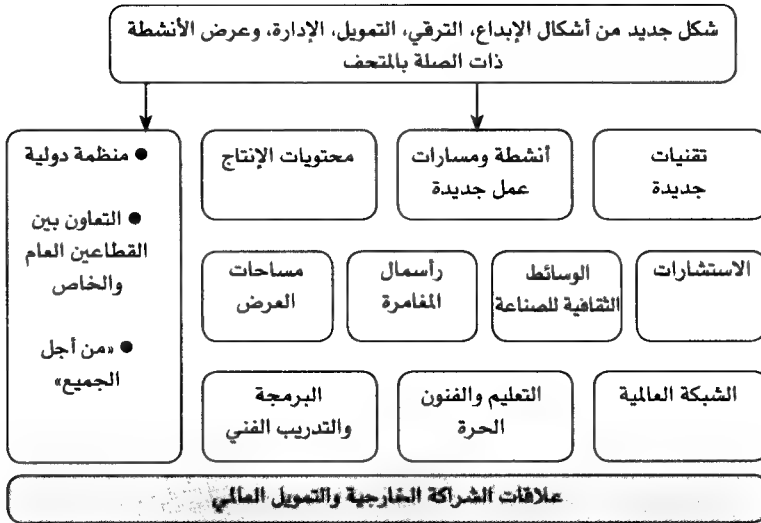 شكل جديد من أشكال الإبداع، الترقي، التمويل، الإدارة، وعرض الأنشطة
ذات الصلة بالمتحف
تقنيات
جديدة
أنشطة ومسارات
عمل جديدة
محتويات الإنتاج
● منظمة دولية
● التعاون بين
القطاعين العام
والخاص
● «من أجل
الجميع»
الاستشارات
الوسائط
الثقافية للصناعة
رأسمال
المغامرة
مساحات
العرض
الشبكة العالمية
التعليم والفنون
الحرة
البرمجة
والتدريب الفني
علاقات الشراكة الخارجية والتمويل العالمي